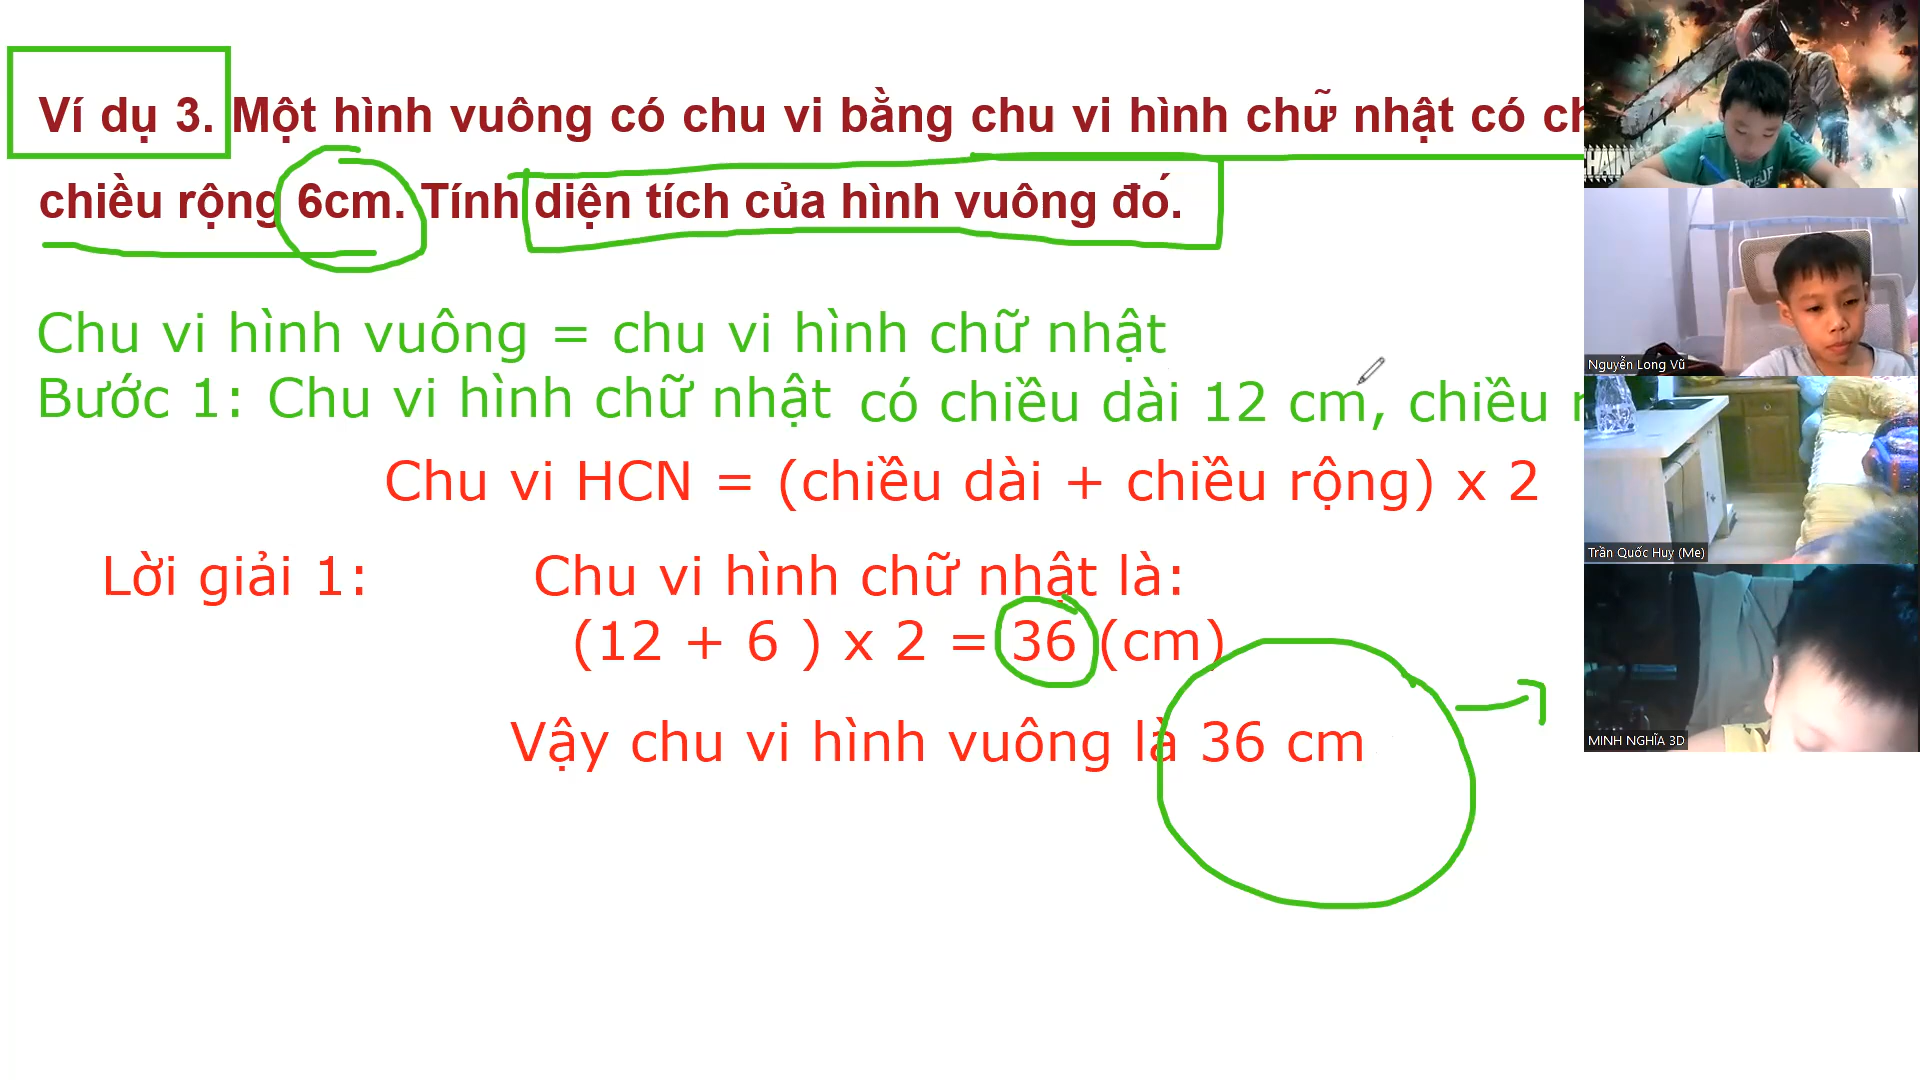 Ví dụ 3. Một hình vuông có chu vi bằng chu vi hình chữ nhật có ch
chiều rộng 6cm. Tính diện tích của hình vuông đó.
Chu vi hình vuông = chu vi hình chữ nhật
Bước 1: Chu vi hình chữ nhật có chiều dài 12 cm, chiều r
Chu vi HCN = (chiều dài + chiều rộng) x 2
Lời giải 1: Chu vi hình chữ nhật là:
(12 + 6 ) x 2 = 36 (cm)
Vậy chu vi hình vuông là 36 cm
CHAIN
Nguyễn Long Vũ
Trần Quốc Huy (Me)
MINH NGHĨA 3D